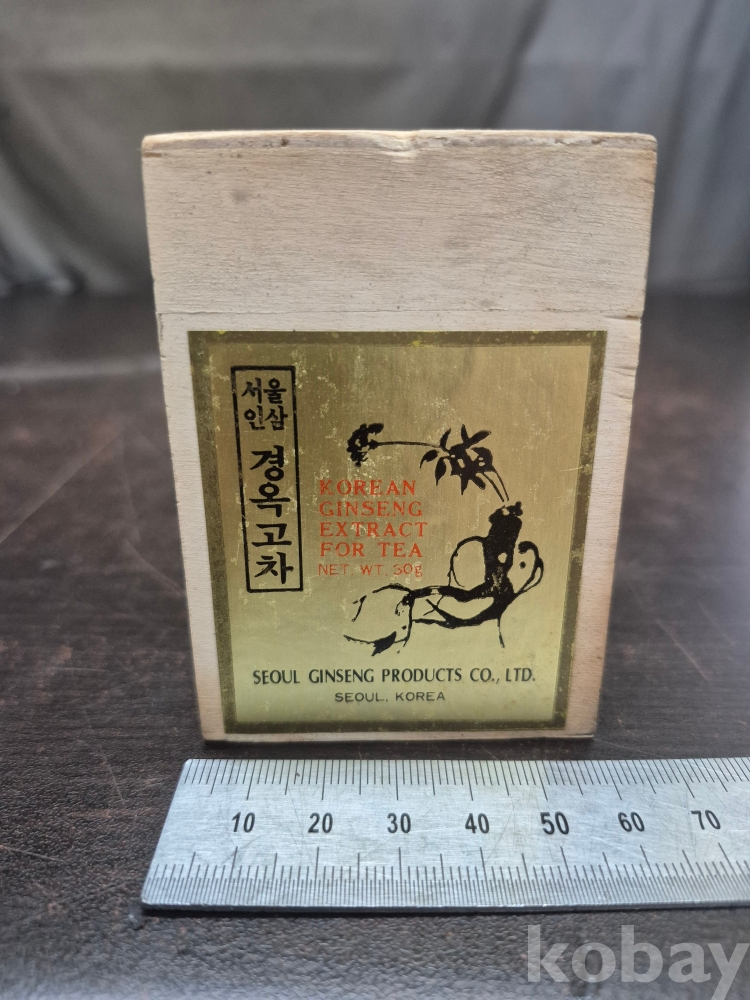 서울
인삼
경옥고차
KOREAN
GINSENG
EXTRACT
FOR TEA
NET. WT. 30g
SEOUL GINSENG PRODUCTS CO., LTD.
SEOUL, KOREA
10 20 30 40 50 60 70
kobay